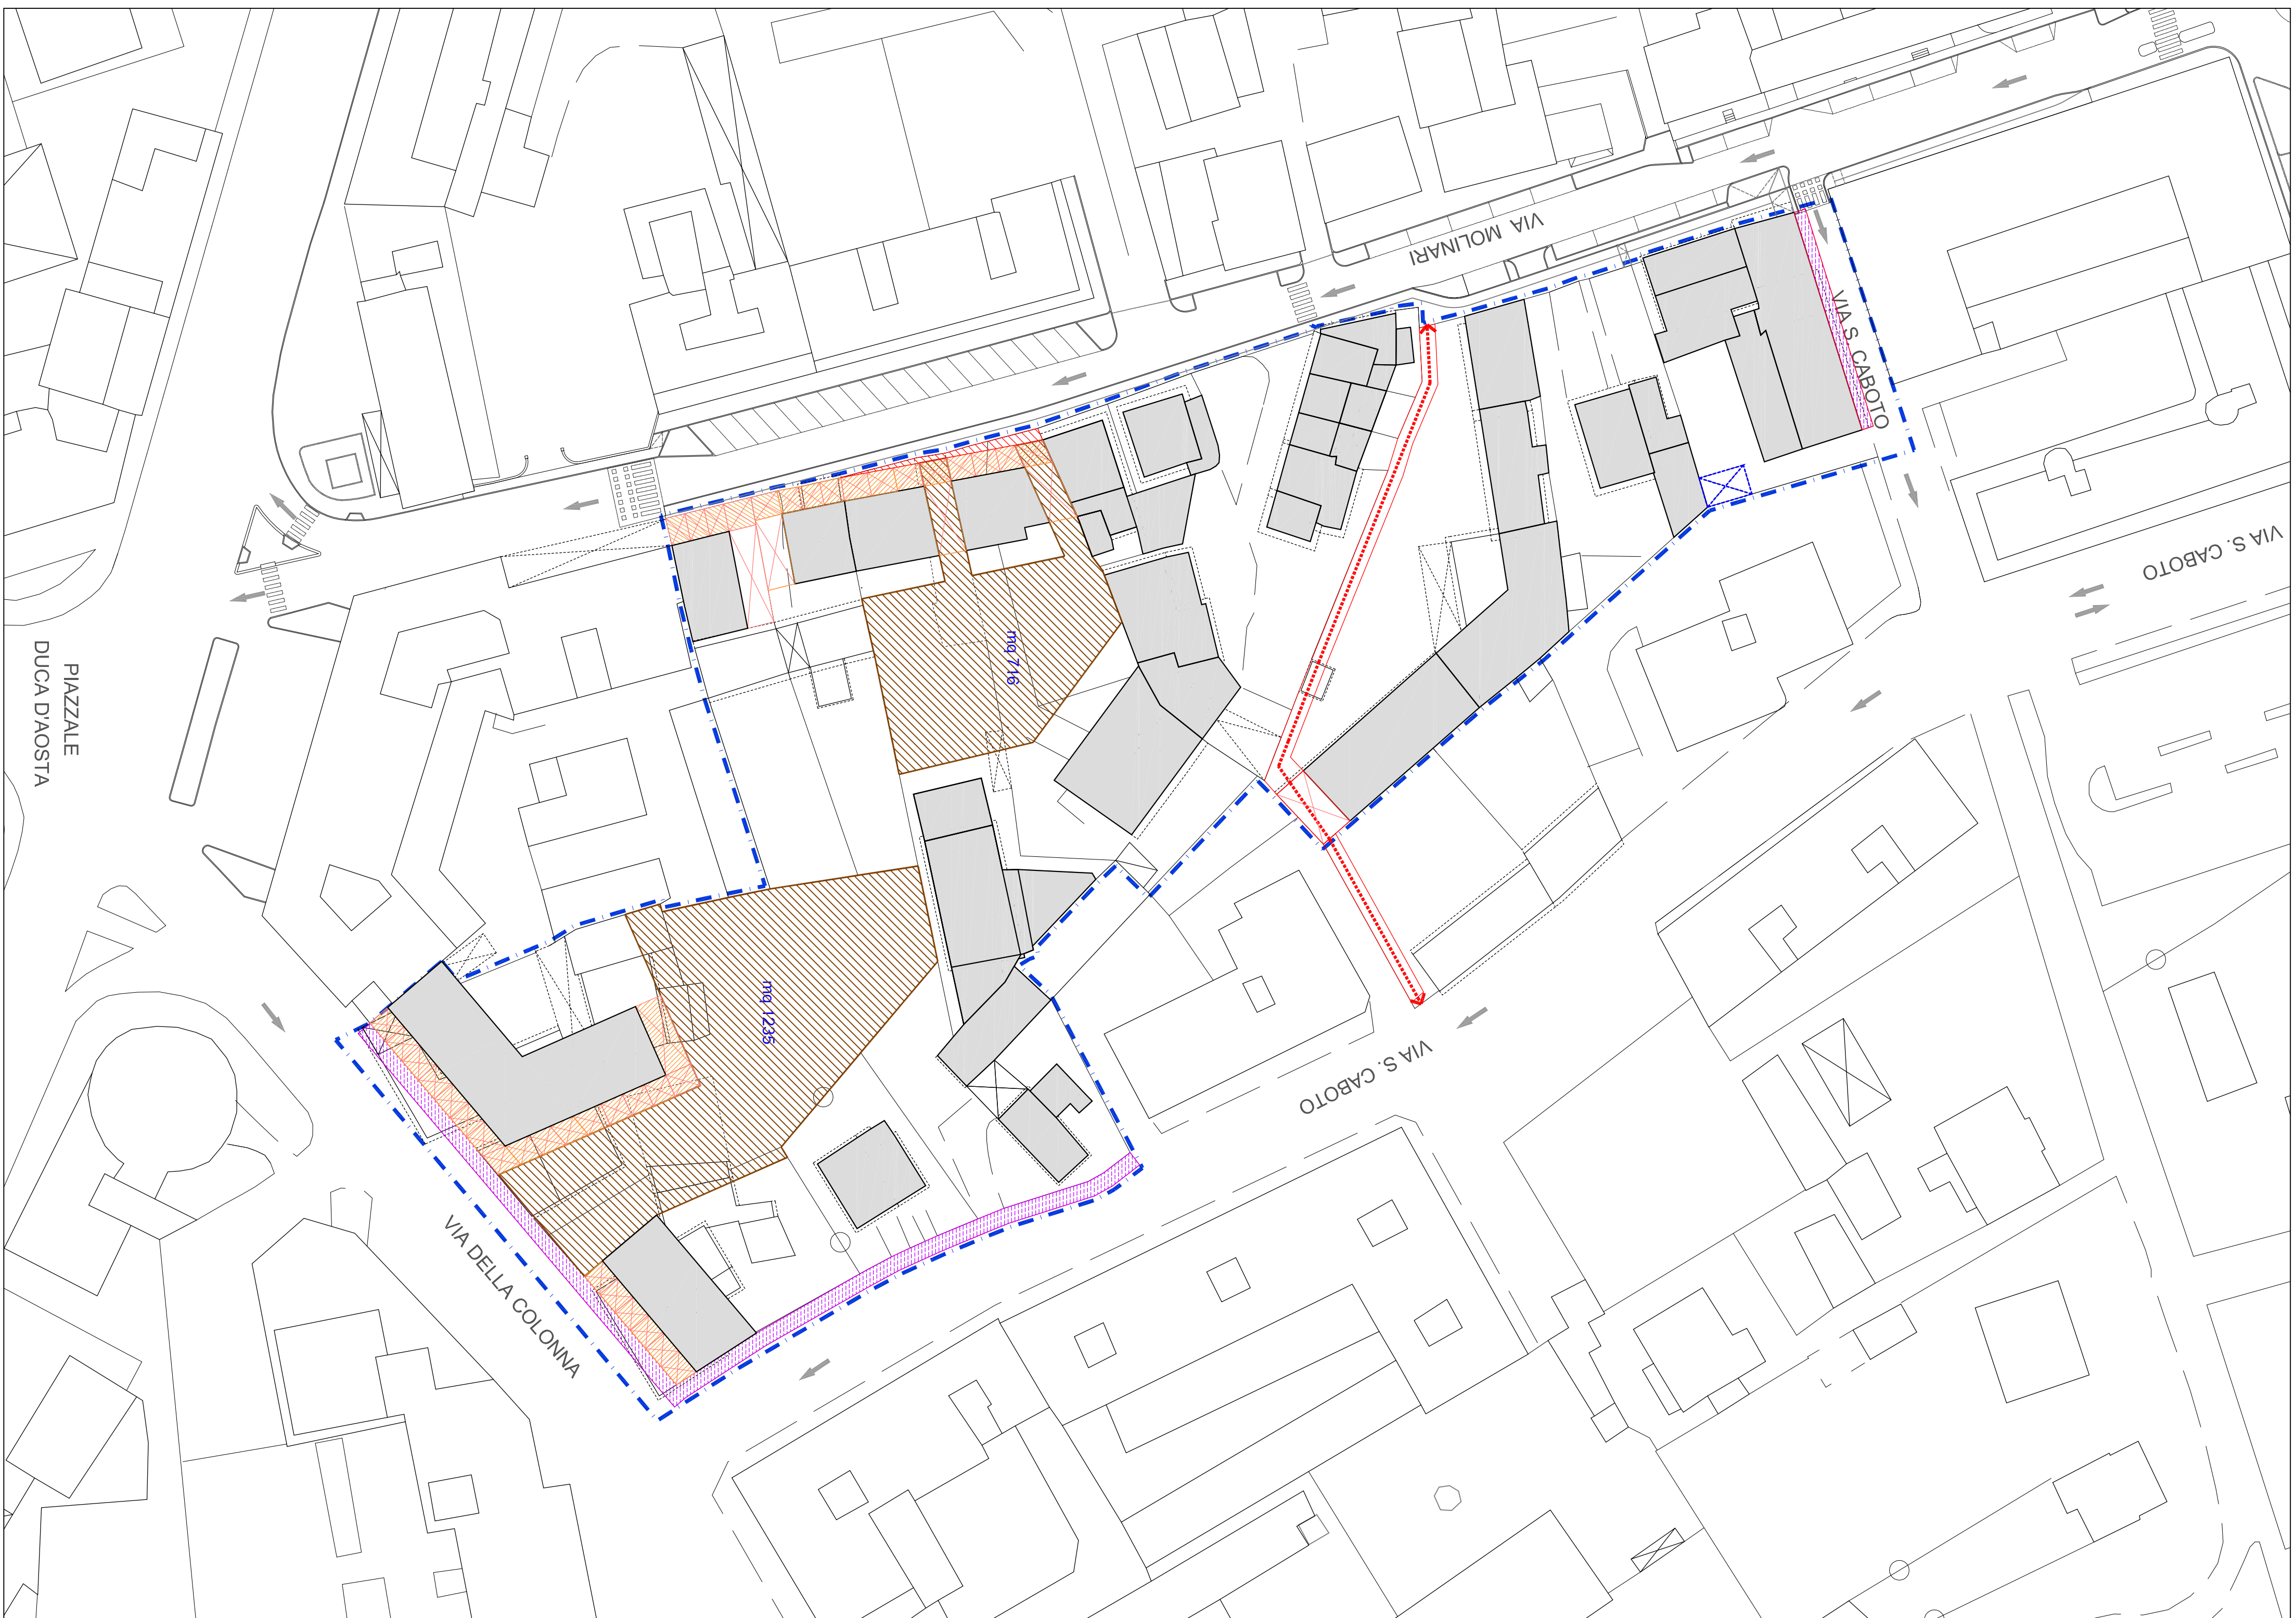 VIA MOLINARI
VIA S. CABOTO
VIA S. CABOTO
mq 716
PIAZZALE
DUCA D'AOSTA
mq 1235
VIA S. CABOTO
VIA DELLA COLONNA